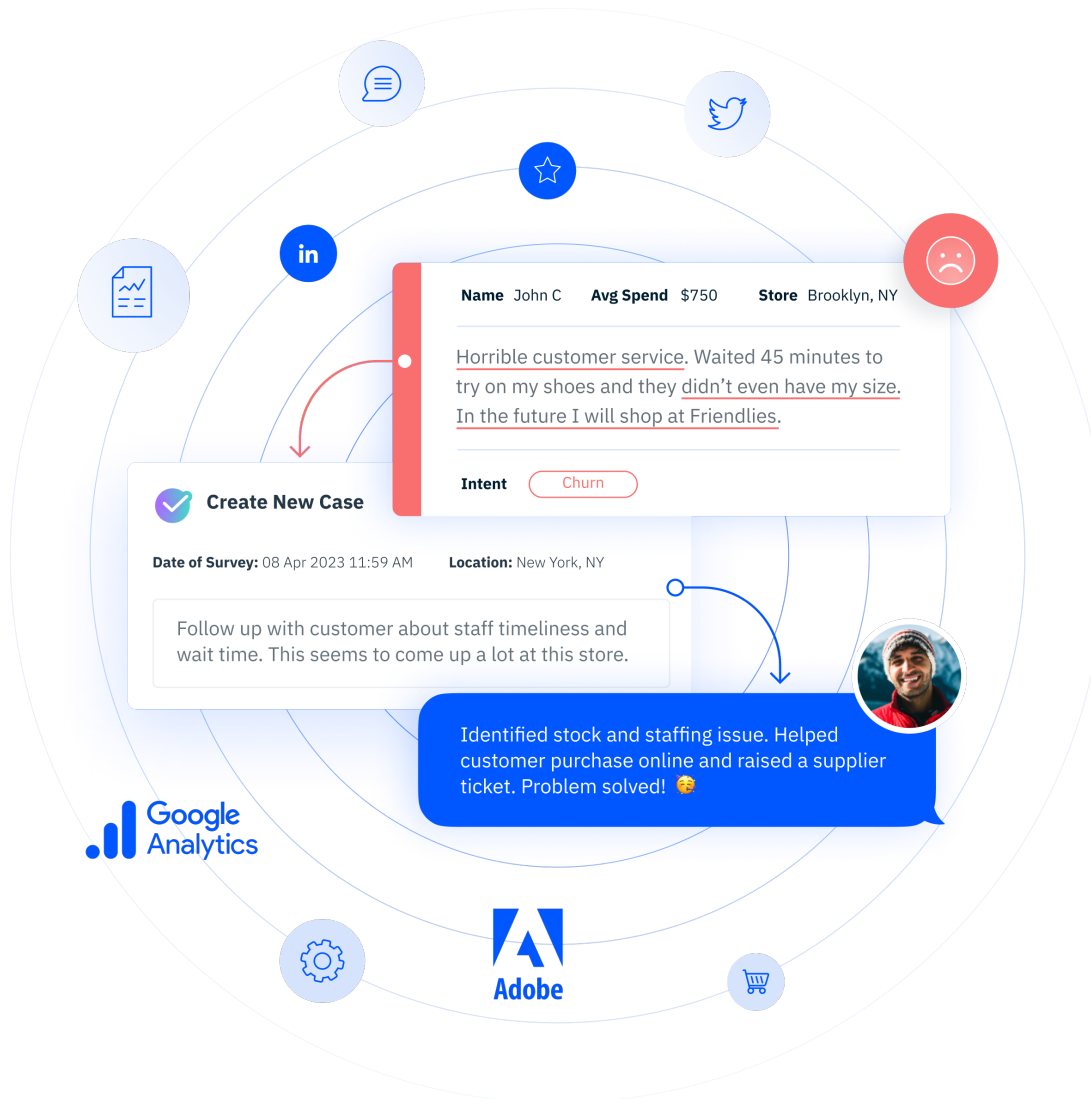 in
Name John C Avg Spend $750 Store Brooklyn, NY
Horrible customer service. Waited 45 minutes to
try on my shoes and they didn’t even have my size.
In the future I will shop at Friendlies.
Intent Churn
Create New Case
Date of Survey: 08 Apr 2023 11:59 AM Location: New York, NY
Follow up with customer about staff timeliness and
wait time. This seems to come up a lot at this store.
Identified stock and staffing issue. Helped
customer purchase online and raised a supplier
ticket. Problem solved! 🥳
Google
Analytics
Adobe